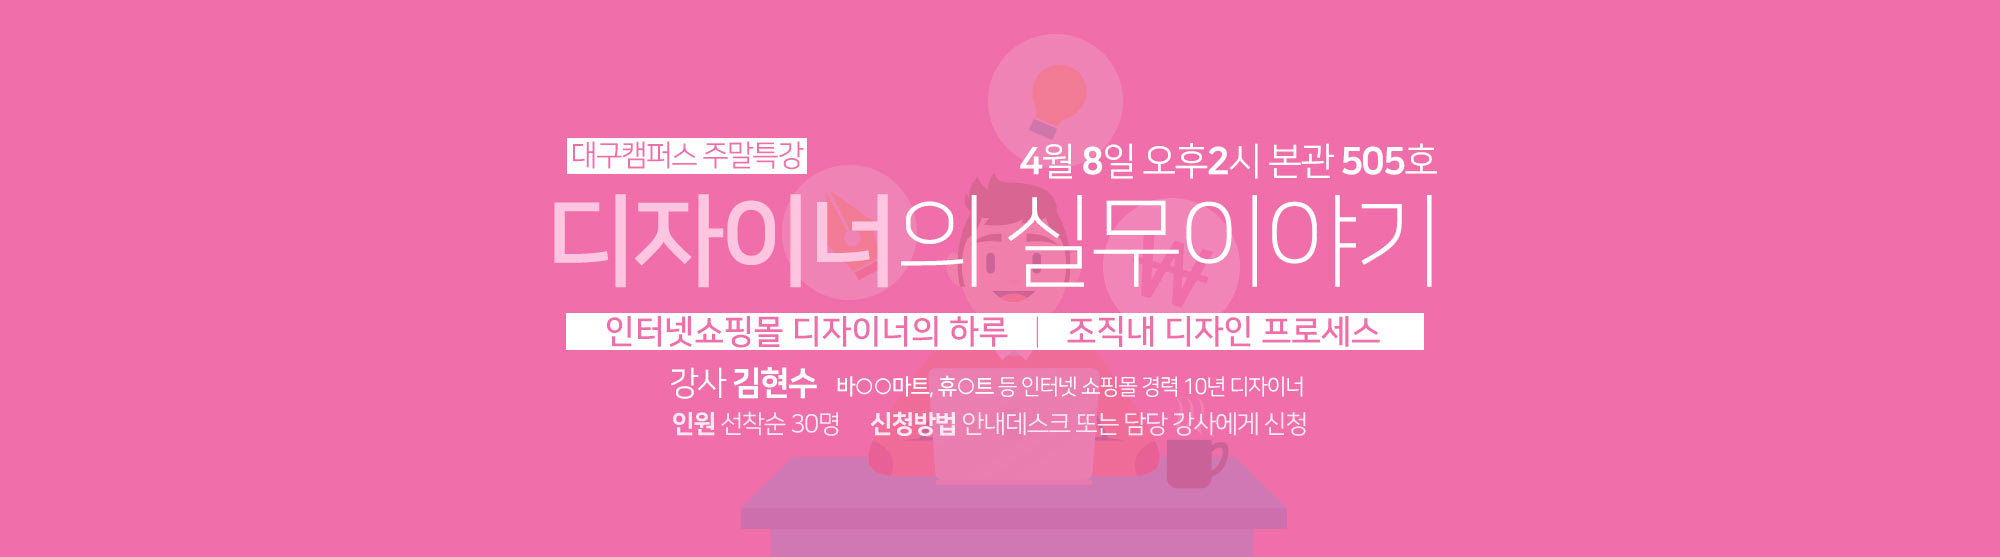 대구캠퍼스 주말특강
4월 8일 오후2시 본관 505호
디자이너의 실무이야기
인터넷쇼핑몰 디자이너의 하루 | 조직내 디자인 프로세스
강사 김현수 바○○마트, 휴○트 등 인터넷 쇼핑몰 경력 10년 디자이너
인원 선착순 30명 신청방법 안내데스크 또는 담당 강사에게 신청
₩